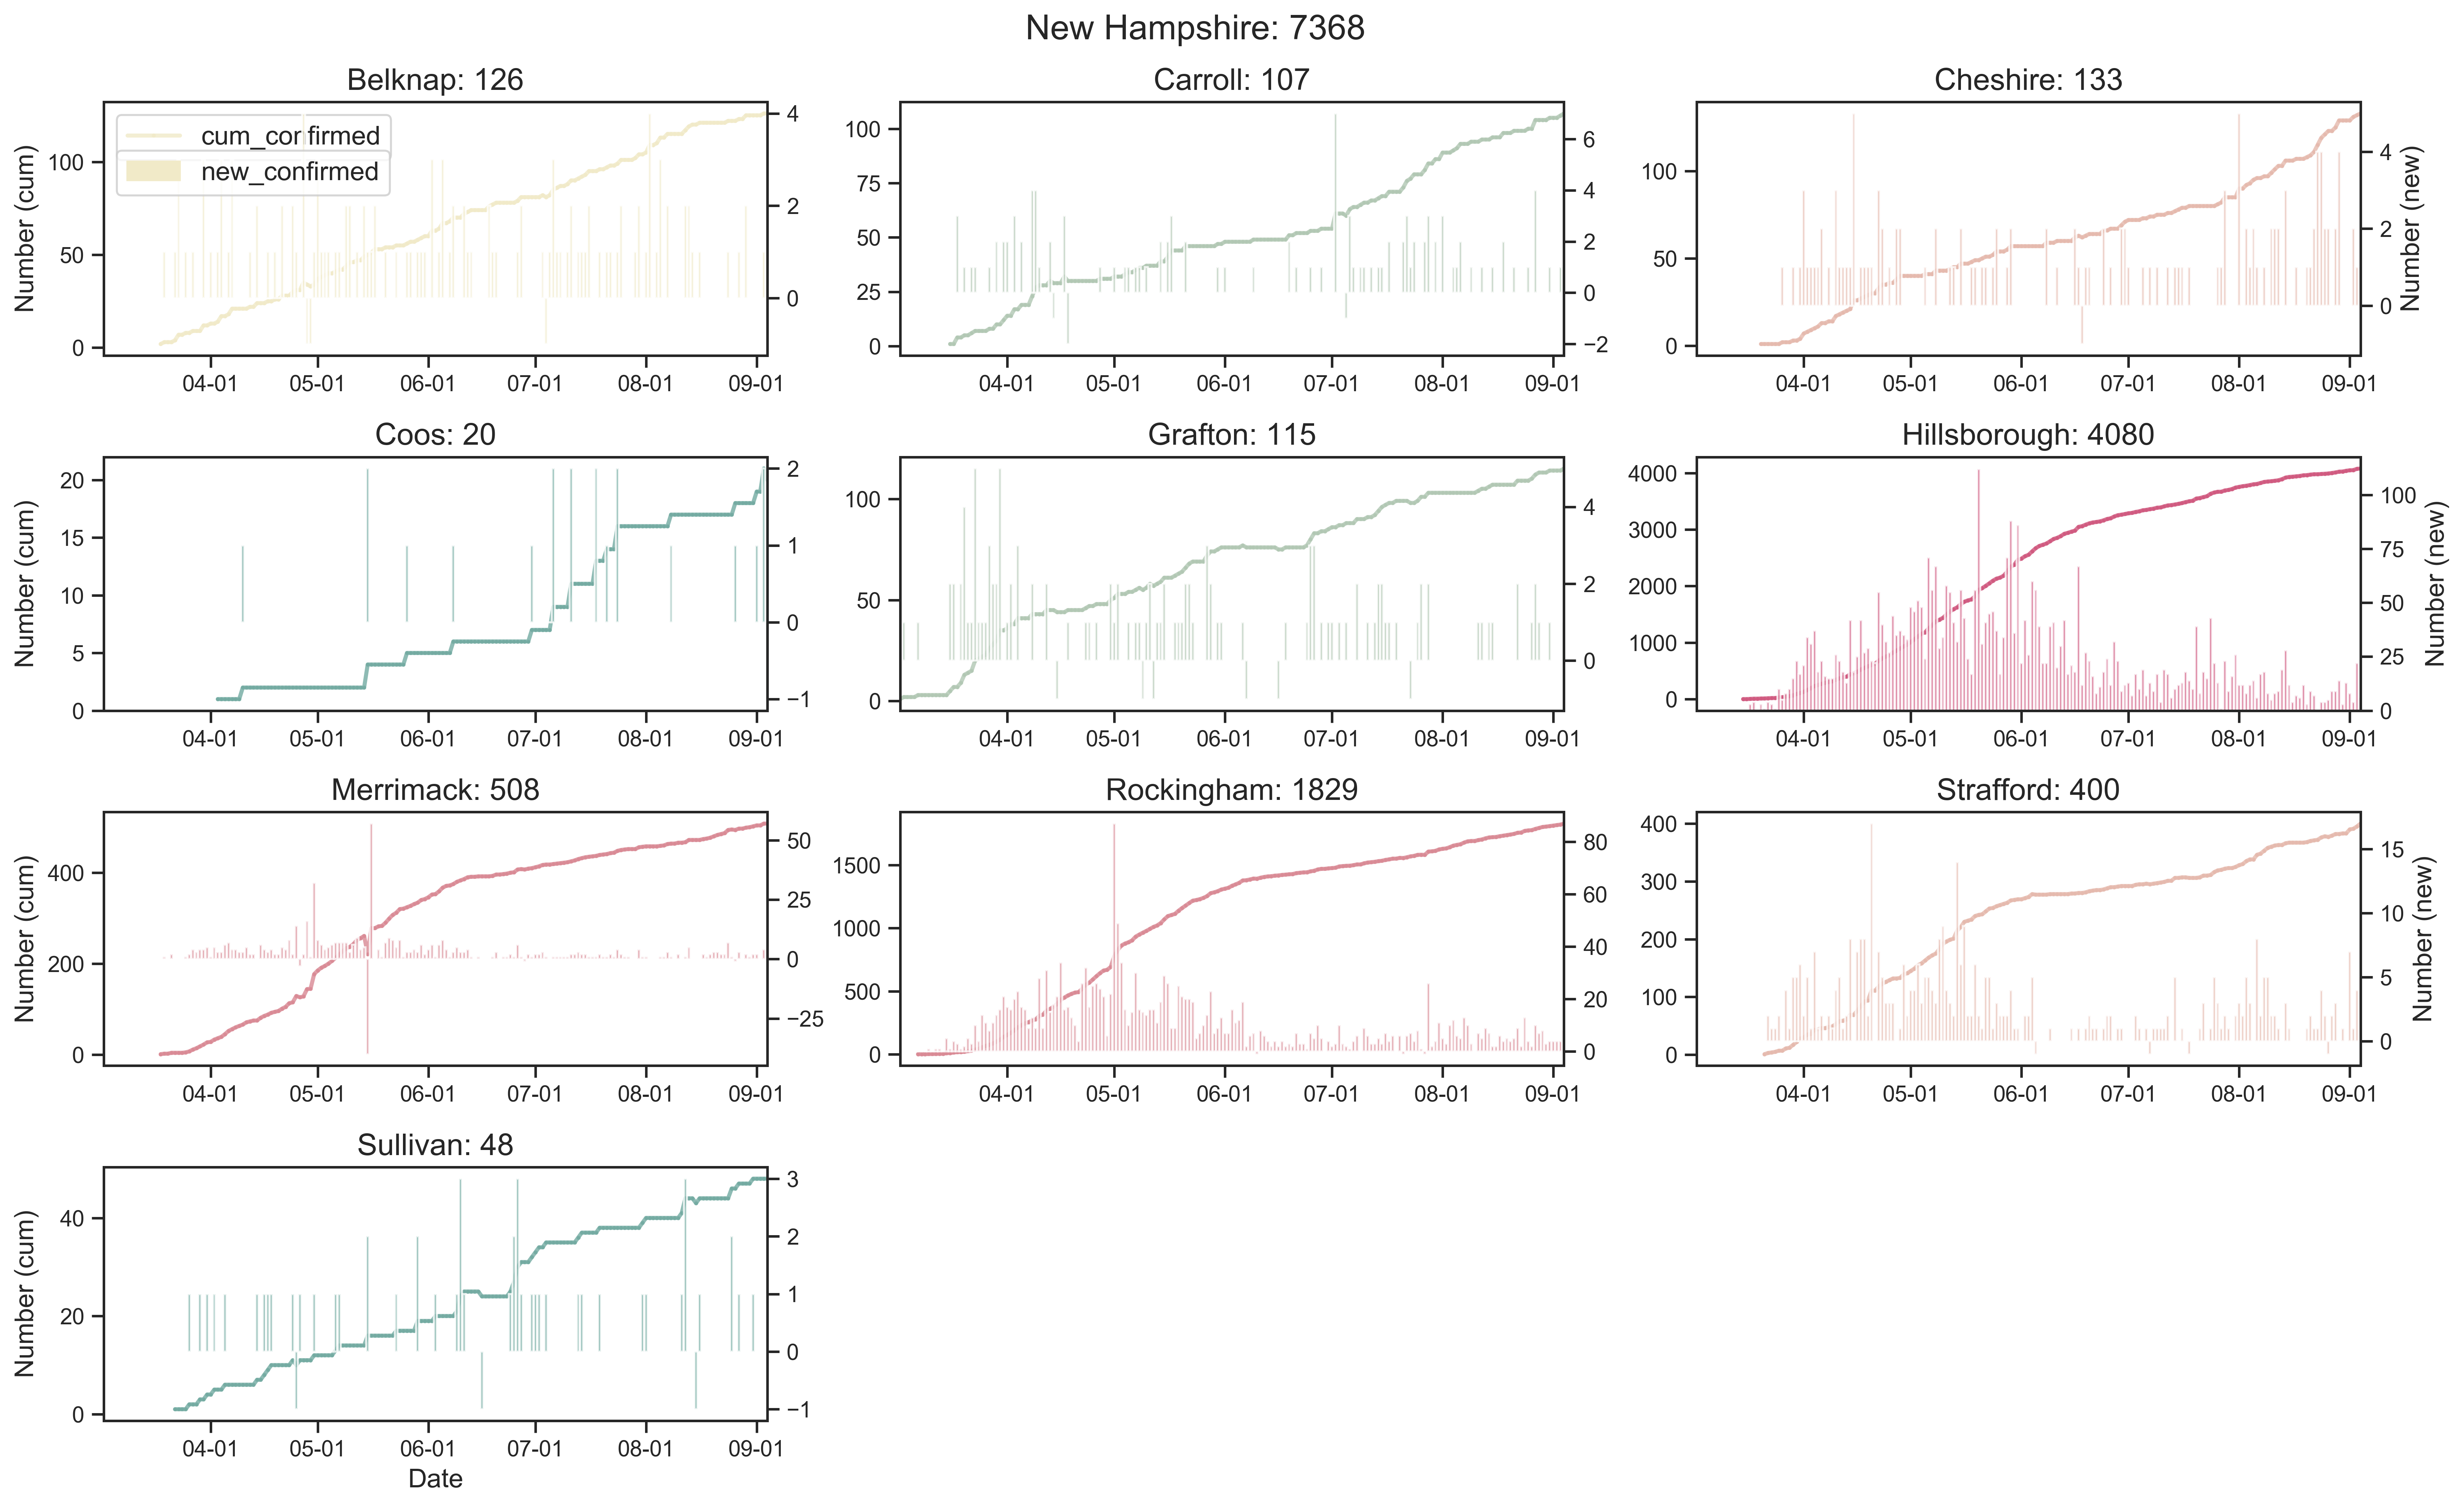 New Hampshire: 7368
Belknap: 126
Number (cum)
100
50
0
cum_confirmed
new_confirmed
4
2
0
04-01 05-01 06-01 07-01 08-01 09-01
Carroll: 107
100
75
50
25
0
6
4
2
0
−2
04-01 05-01 06-01 07-01 08-01 09-01
Cheshire: 133
100
50
0
4
2
0
Number (new)
04-01 05-01 06-01 07-01 08-01 09-01
Coos: 20
Number (cum)
20
15
10
5
0
2
1
0
−1
04-01 05-01 06-01 07-01 08-01 09-01
Grafton: 115
100
50
0
4
2
0
04-01 05-01 06-01 07-01 08-01 09-01
Hillsborough: 4080
4000
3000
2000
1000
0
100
75
50
25
0
Number (new)
04-01 05-01 06-01 07-01 08-01 09-01
Merrimack: 508
Number (cum)
400
200
0
50
25
0
−25
04-01 05-01 06-01 07-01 08-01 09-01
Rockingham: 1829
1500
1000
500
0
80
60
40
20
0
04-01 05-01 06-01 07-01 08-01 09-01
Strafford: 400
400
300
200
100
0
15
10
5
0
Number (new)
04-01 05-01 06-01 07-01 08-01 09-01
Sullivan: 48
Number (cum)
40
20
0
3
2
1
0
−1
04-01 05-01 06-01 07-01 08-01 09-01
Date